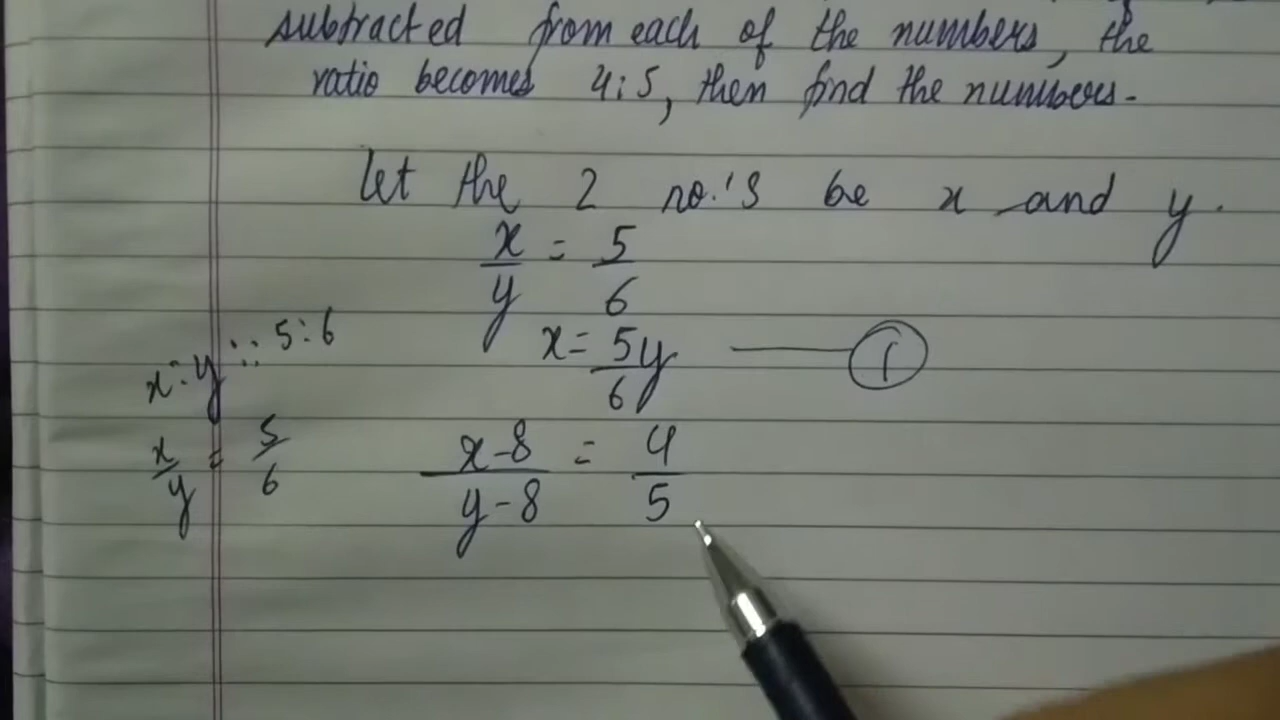 subtracted from each of the numbers, the
ratio becomes 4:5, then find the numbers.
let the 2 no.'s be x and y.
x/y = 5/6
x = 5y/6 —— ①
x:y :: 5:6
x/y = 5/6
x-8/y-8 = 4/5